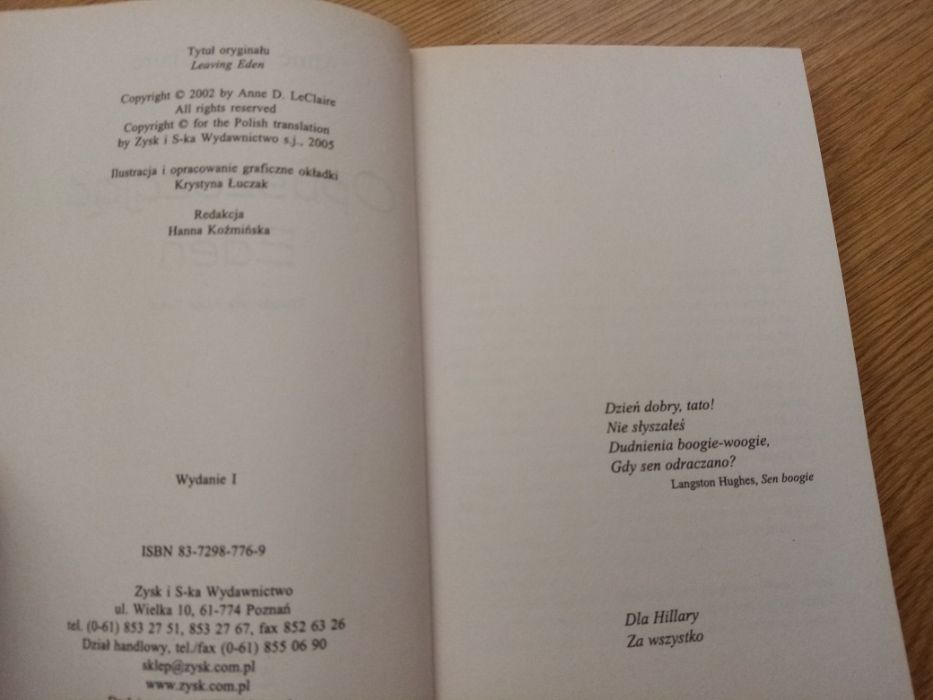 Tytuł oryginału
Leaving Eden
Copyright © 2002 by Anne D. LeClaire
All rights reserved
Copyright © for the Polish translation
by Zysk i S-ka Wydawnictwo s.j., 2005
Ilustracja i opracowanie graficzne okładki
Krystyna Łuczak
Redakcja
Hanna Koźmińska
Wydanie I
ISBN 83-7298-776-9
Zysk i S-ka Wydawnictwo
ul. Wielka 10, 61-774 Poznań
tel. (0-61) 853 27 51, 853 27 67, fax 852 63 26
Dział handlowy, tel./fax (0-61) 855 06 90
sklep@zysk.com.pl
www.zysk.com.pl
Dzień dobry, tato!
Nie słyszałeś
Dudnienia boogie-woogie,
Gdy sen odraczano?
Langston Hughes, Sen boogie
Dla Hillary
Za wszystko